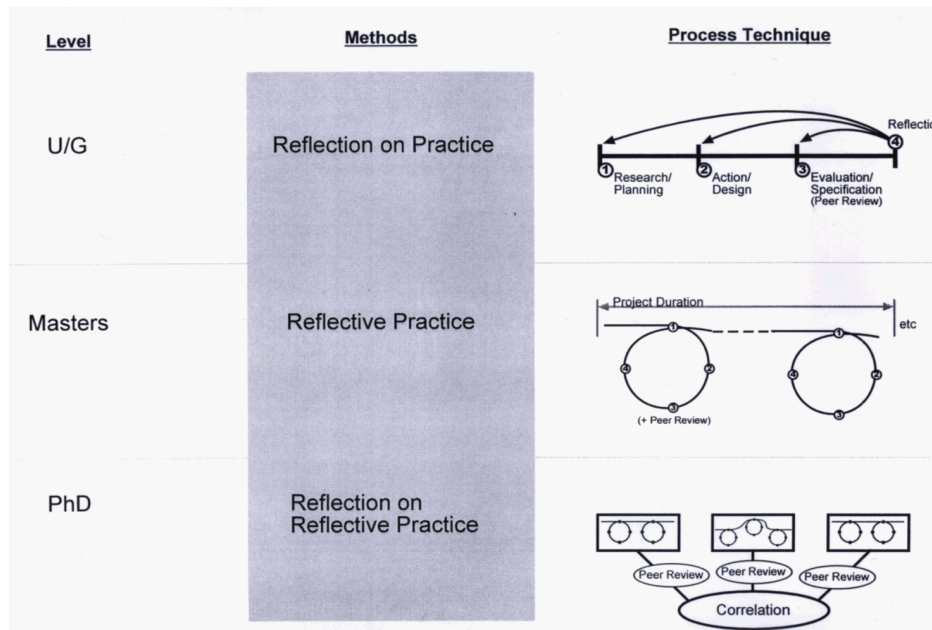 Level
Methods
Process Technique
U/G
Reflection on Practice
Reflectio
4
1
Research/
Planning
2
Action/
Design
3
Evaluation/
Specification
(Peer Review)
Masters
Reflective Practice
Project Duration
etc
1
4
2
3
(+ Peer Review)
1
4
2
3
PhD
Reflection on
Reflective Practice
Peer Review
Peer Review
Peer Review
Correlation